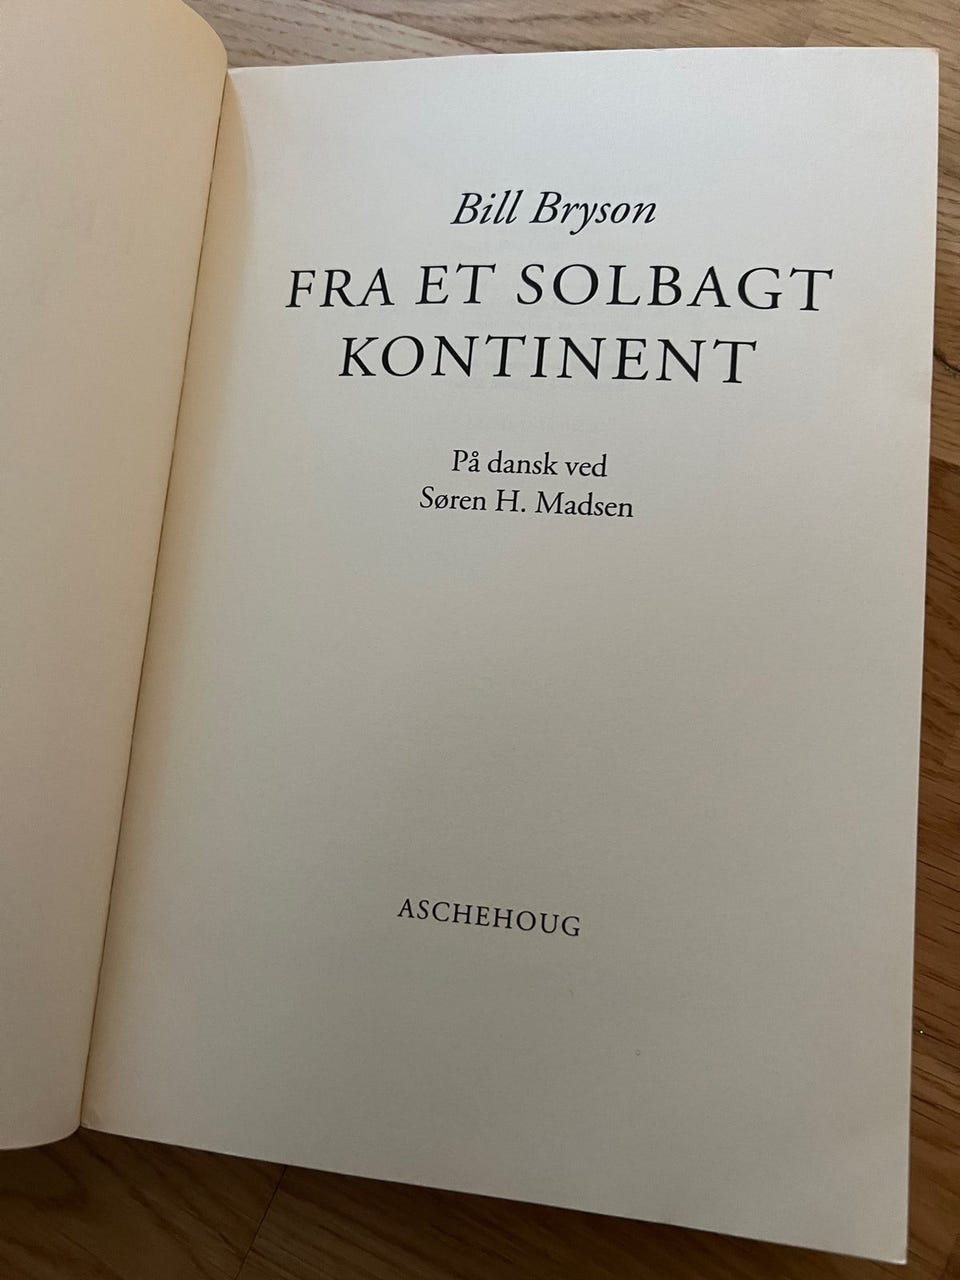 Bill Bryson
FRA ET SOLBAGT
KONTINENT
På dansk ved
Søren H. Madsen
ASCHEHOUG